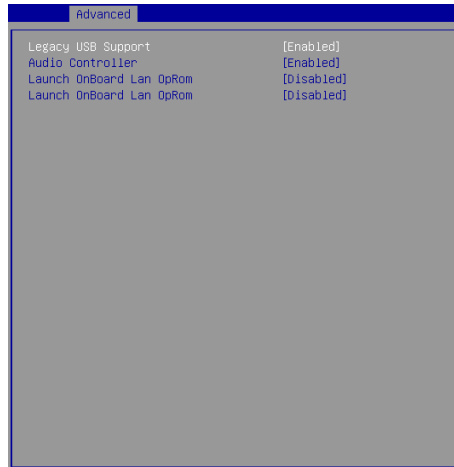 Advanced
Legacy USB Support [Enabled]
Audio Controller [Enabled]
Launch OnBoard Lan OpRom [Disabled]
Launch OnBoard Lan OpRom [Disabled]